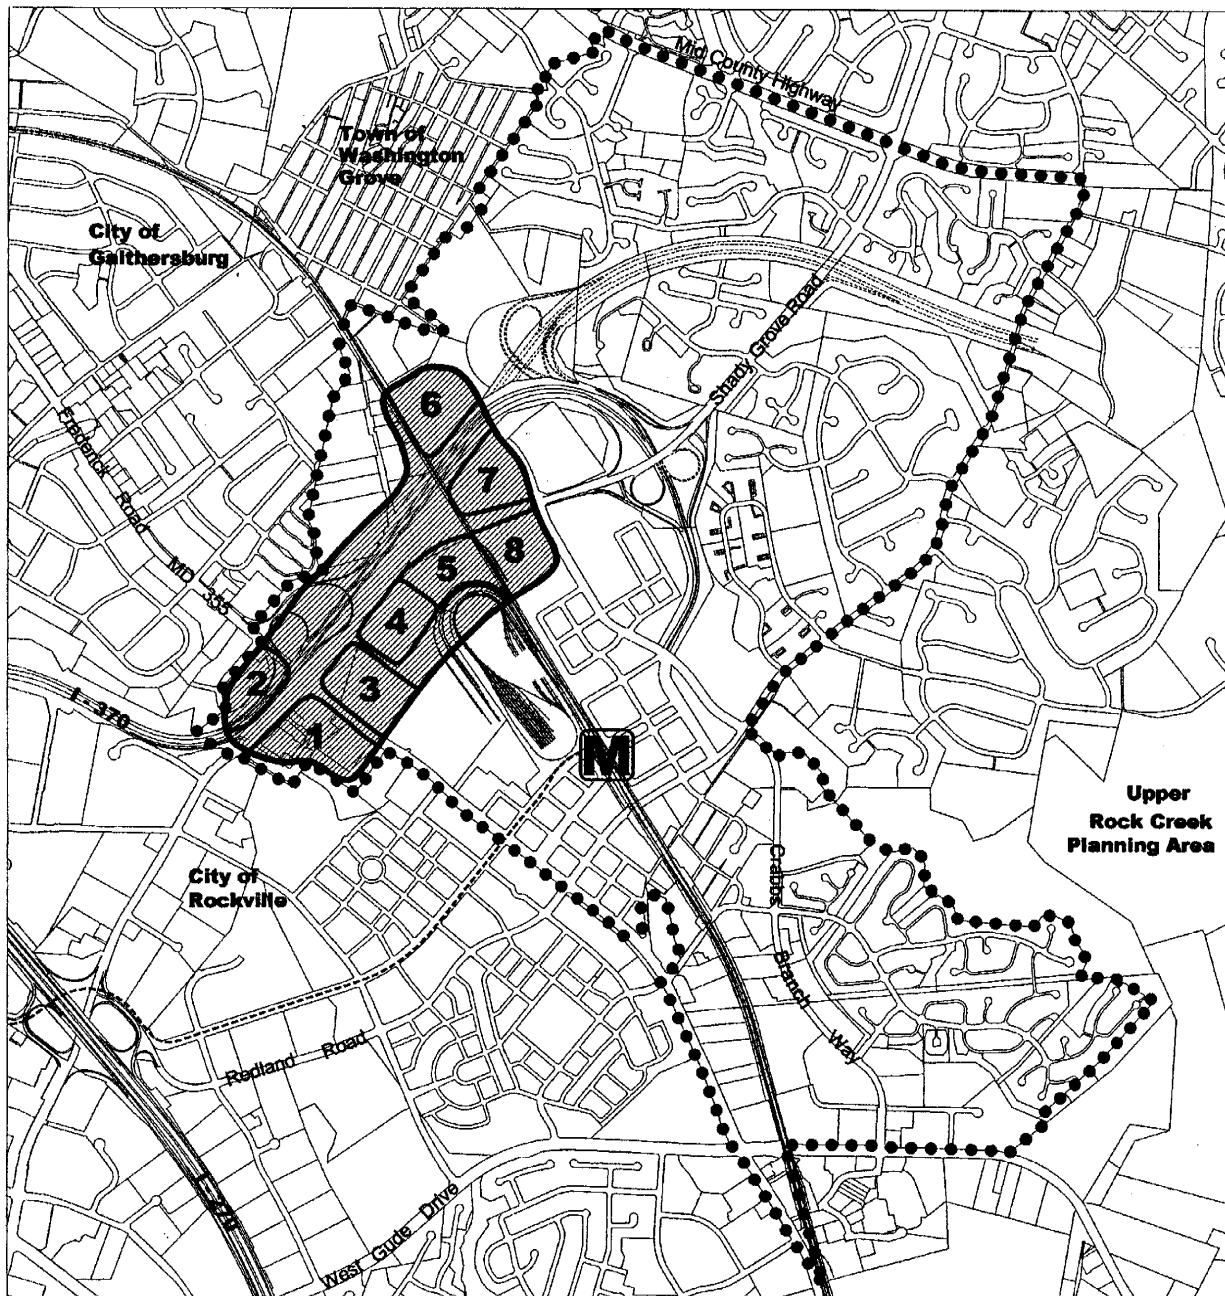 Mid County Highway
Town of
Washington
Grove
City of
Gaithersburg
Shady Grove Road
Frederick Road MD 355
6
7
8
5
4
2
3
1
I - 370
M
Upper
Rock Creek
Planning Area
City of
Rockville
Crabbs Branch Way
Redland Road
I-270
West Gude Drive